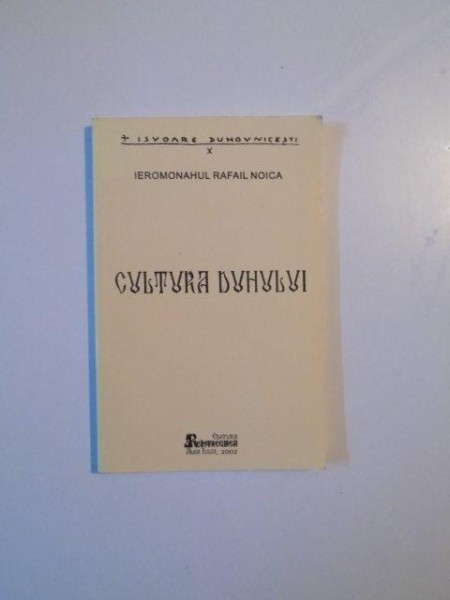 + ISVOARE DUHOVNICEȘTI
X
IEROMONAHUL RAFAIL NOICA
CULTURA DUHULUI
EDITURA
REÎNTREGIREA
ALBA IULIA, 2002